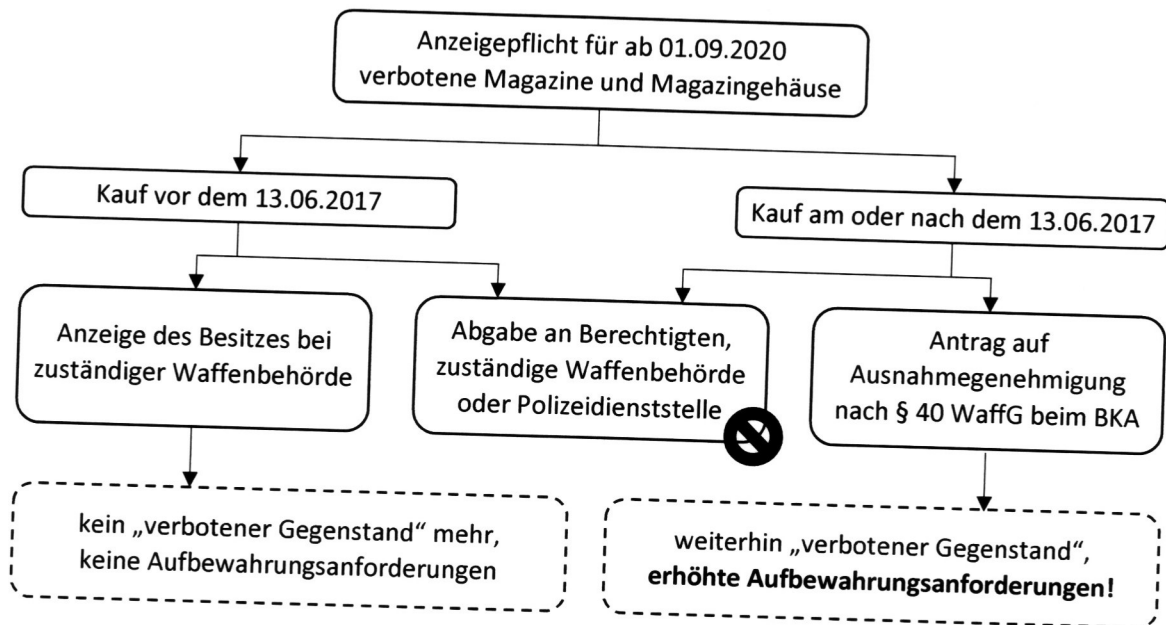 Anzeigepflicht für ab 01.09.2020
verbotene Magazine und Magazingehäuse
Kauf vor dem 13.06.2017
Kauf am oder nach dem 13.06.2017
Anzeige des Besitzes bei
zuständiger Waffenbehörde
Abgabe an Berechtigten,
zuständige Waffenbehörde
oder Polizeidienststelle
Antrag auf
Ausnahmegenehmigung
nach § 40 WaffG beim BKA
kein „verbotener Gegenstand“ mehr,
keine Aufbewahrungsanforderungen
weiterhin „verbotener Gegenstand“,
erhöhte Aufbewahrungsanforderungen!